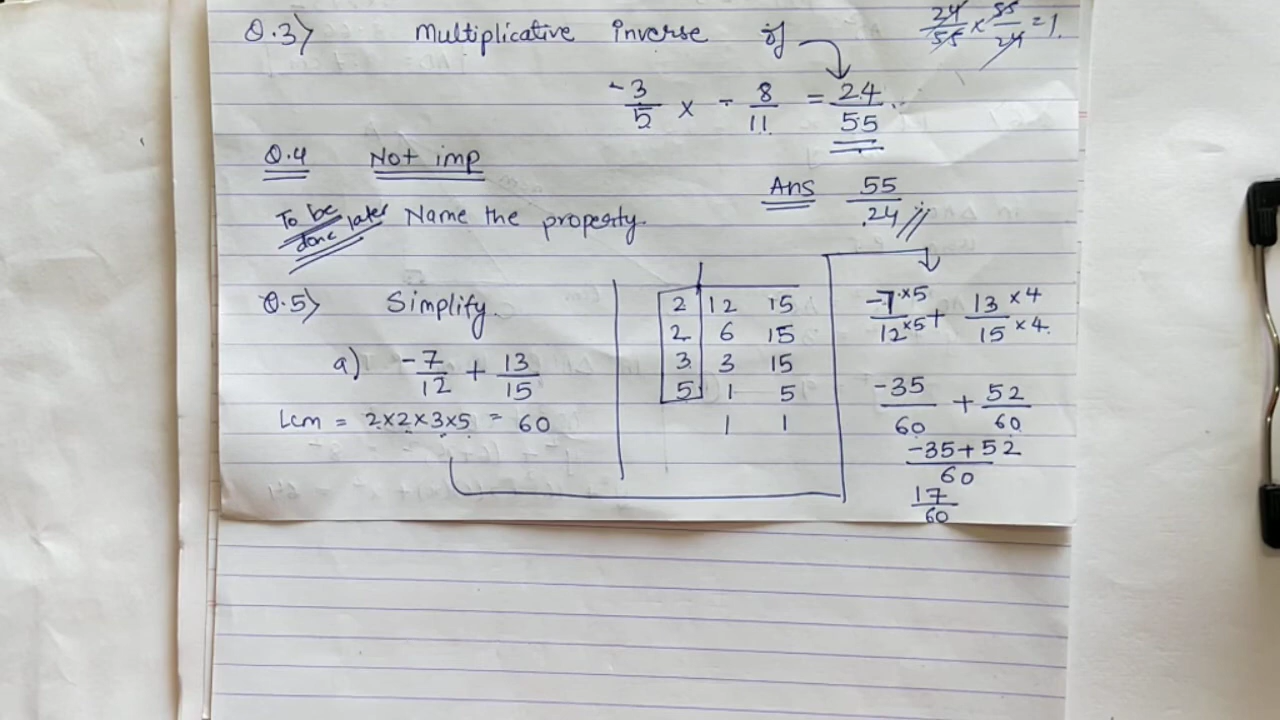 Q.3) Multiplicative inverse of 24/55 × 55/24 = 1.
-3/5 × - 8/11 = 24/55
Q.4 Not imp
Ans 55/24 //
To be done later Name the property.
Q.5) Simplify.
a) -7/12 + 13/15
Lcm = 2×2×3×5 = 60
2 | 12 15
2 | 6 15
3 | 3 15
5 | 1 5
1 1
-7 ×5/12 ×5 + 13 ×4/15 ×4.
-35/60 + 52/60
-35+52/60
17/60